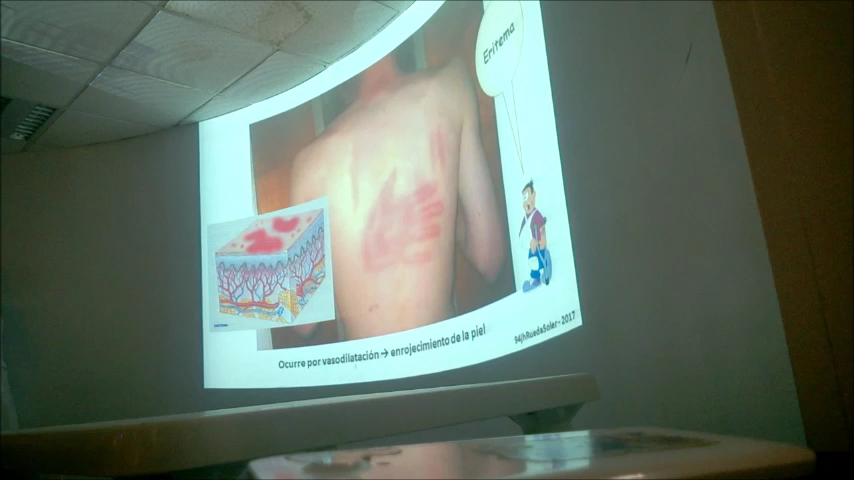 Eritema
Ocurre por vasodilatación → enrojecimiento de la piel
94jhRuedaSoler - 2017